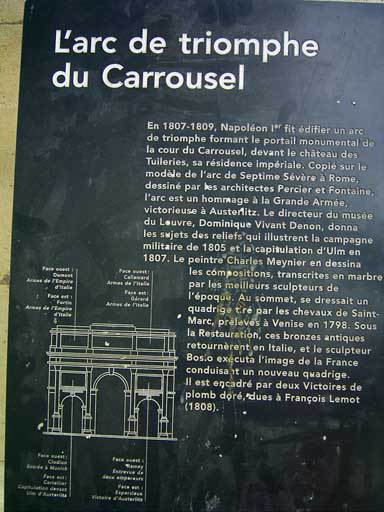 L'arc de triomphe
du Carrousel
En 1807-1809, Napoléon Ier fit édifier un arc
de triomphe formant le portail monumental de
la cour du Carrousel, devant le château des
Tuileries, sa résidence impériale. Copié sur le
modèle de l'arc de Septime Sévère à Rome,
dessiné par les architectes Percier et Fontaine,
l'arc est un hommage à la Grande Armée,
victorieuse à Austerlitz. Le directeur du musée
du Louvre, Dominique Vivant Denon, donna
les sujets des reliefs qui illustrent la campagne
militaire de 1805 et la capitulation d'Ulm en
1807. Le peintre Charles Meynier en dessina
les compositions, transcrites en marbre
par les meilleurs sculpteurs de
l'époque. Au sommet, se dressait un
quadrige tiré par les chevaux de Saint-
Marc, prélevés à Venise en 1798. Sous
la Restauration, ces bronzes antiques
retournèrent en Italie, et le sculpteur
Bosio exécuta l'image de la France
conduisant un nouveau quadrige.
Il est encadré par deux Victoires de
plomb doré, dues à François Lemot
(1808).
Face ouest :
Dumont
Armes de l'Empire
d'Italie
Face est :
Fortin
Armes de l'Empire
d'Italie
Face ouest :
Callamard
Armes de l'Italie
Face est :
Gérard
Armes de l'Italie
Face ouest :
Clodion
Entrée à Munich
Face est :
Cartellier
Capitulation devant
Ulm d'Austerlitz
Face ouest :
Ramey
Entrevue de
deux empereurs
Face est :
Espercieux
Victoire d'Austerlitz